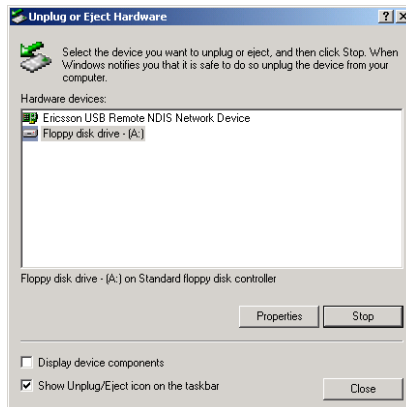 Unplug or Eject Hardware
Select the device you want to unplug or eject, and then click Stop. When
Windows notifies you that it is safe to do so unplug the device from your
computer.
Hardware devices:
Ericsson USB Remote NDIS Network Device
Floppy disk drive - (A:)
Floppy disk drive - (A:) on Standard floppy disk controller
Properties
Stop
Display device components
Show Unplug/Eject icon on the taskbar
Close